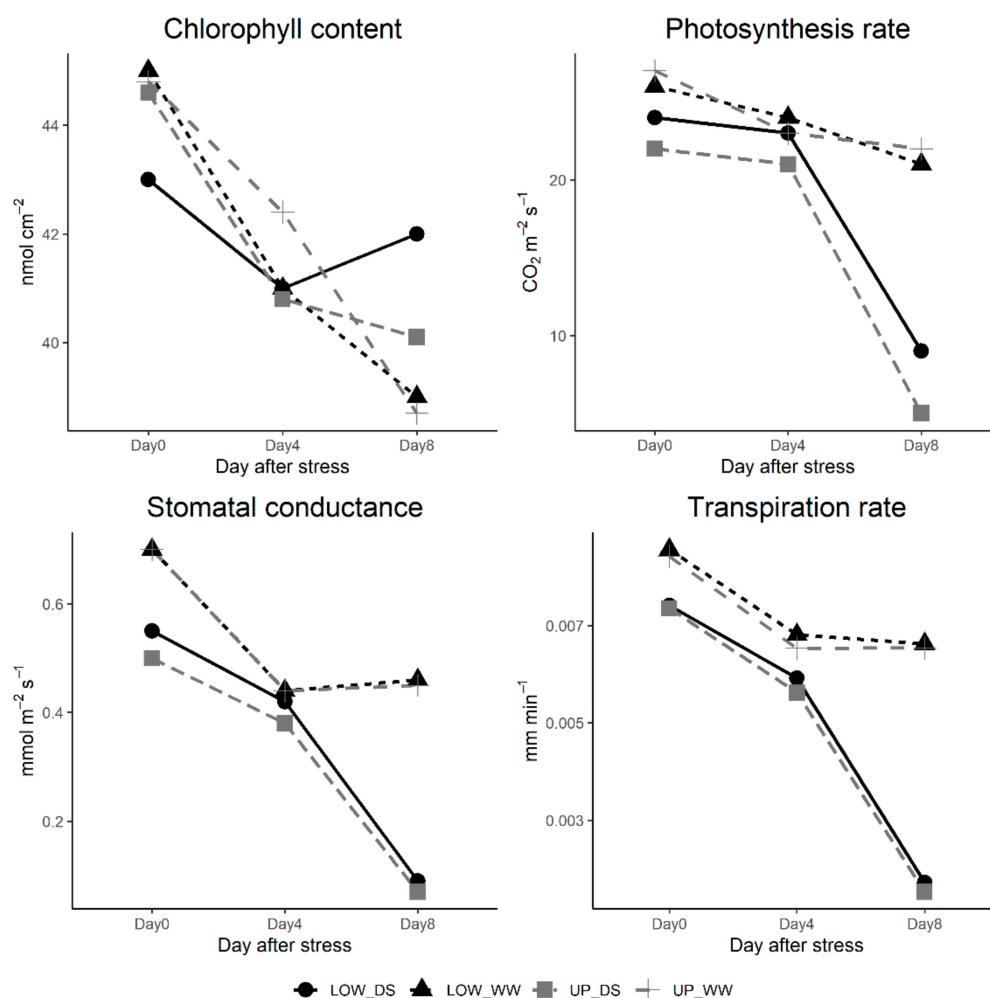 Chlorophyll content
nmol cm⁻²
44
42
40
Day0 Day4 Day8
Day after stress
Photosynthesis rate
CO₂ m⁻² s⁻¹
20
10
Day0 Day4 Day8
Day after stress
Stomatal conductance
mmol m⁻² s⁻¹
0.6
0.4
0.2
Day0 Day4 Day8
Day after stress
Transpiration rate
mm min⁻¹
0.007
0.005
0.003
Day0 Day4 Day8
Day after stress
LOW_DS LOW_WW UP_DS UP_WW